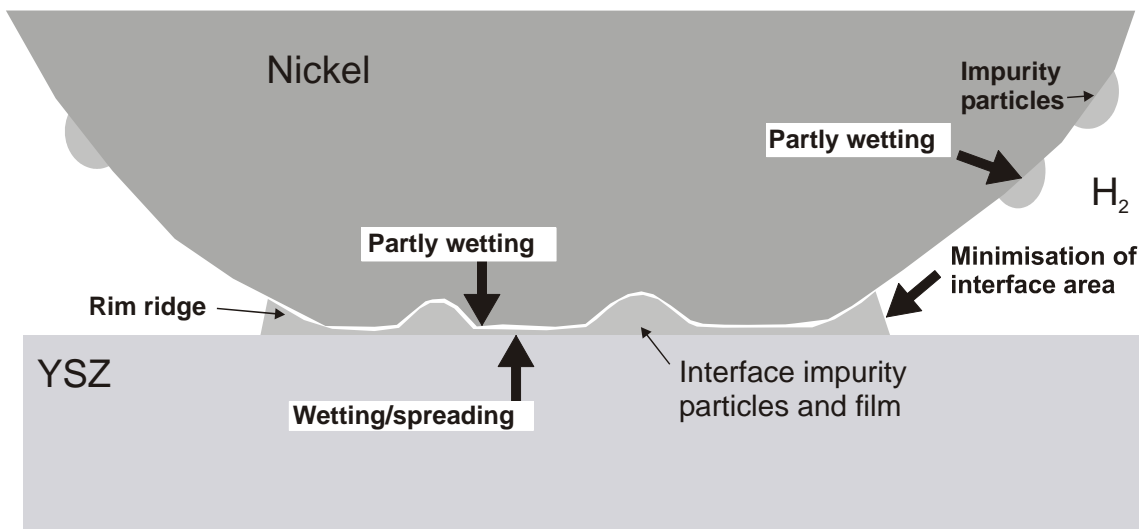 Nickel
Impurity
particles
Partly wetting
H₂
Partly wetting
Minimisation of
interface area
Rim ridge
YSZ
Interface impurity
particles and film
Wetting/spreading